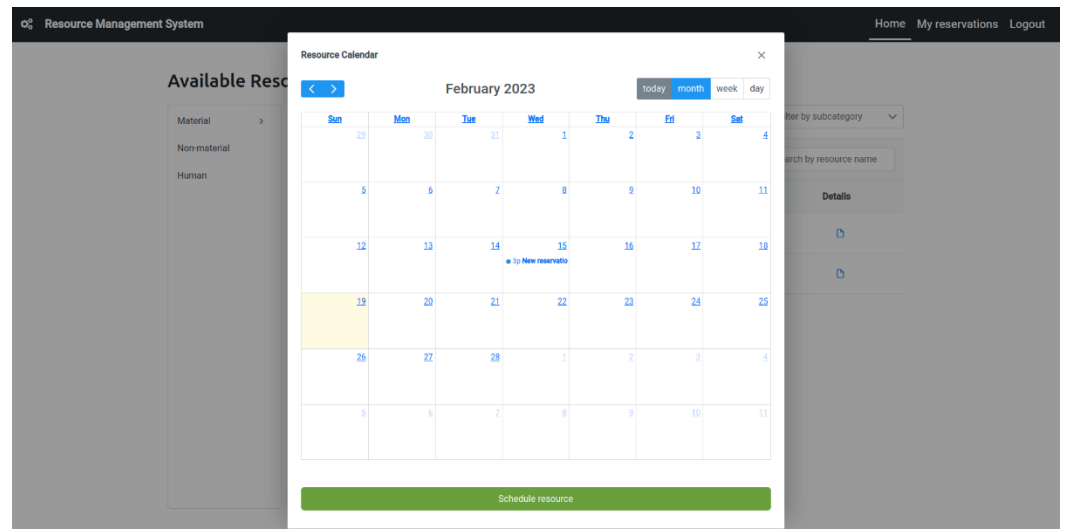 Resource Management System
Home My reservations Logout
Resource Calendar
Available Reso
February 2023
today month week day
Material
Non-material
Human
lter by subcategory
arch by resource name
Details
Sun Mon Tue Wed Thu Fri Sat
29 30 31 1 2 3 4
5 6 7 8 9 10 11
12 13 14 15 16 17 18
3p New reservatio
19 20 21 22 23 24 25
26 27 28 1 2 3 4
5 6 7 8 9 10 11
Schedule resource